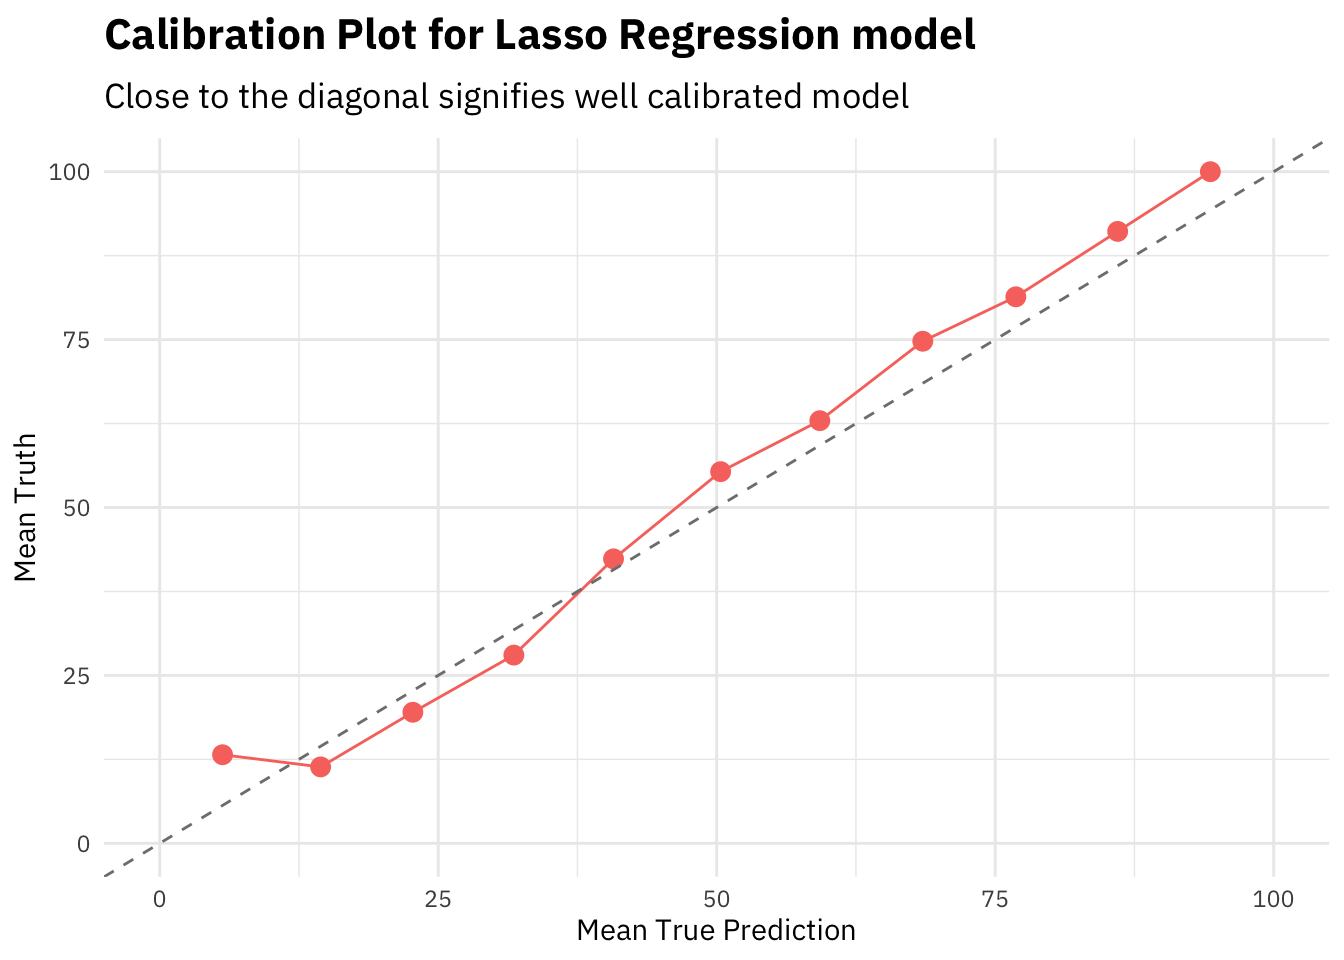 Calibration Plot for Lasso Regression model
Close to the diagonal signifies well calibrated model
100
75
50
25
0
Mean Truth
0 25 50 75 100
Mean True Prediction